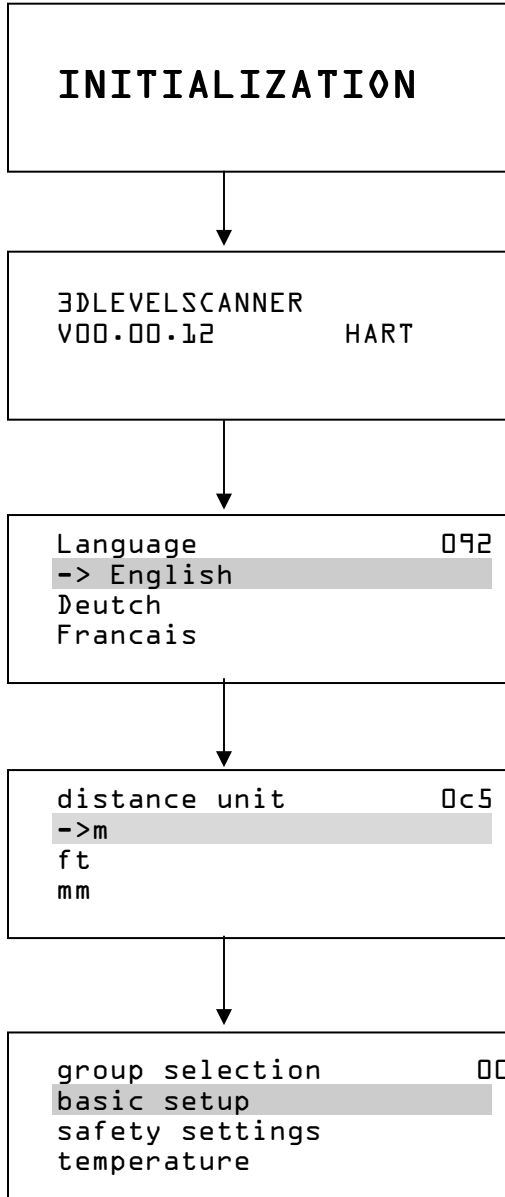 INITIALIZATION
3DLEVELSCANNER
V00.00.12 HART
Language 092
-> English
Deutch
Francais
distance unit 0c5
->m
ft
mm
group selection
basic setup
safety settings
temperature